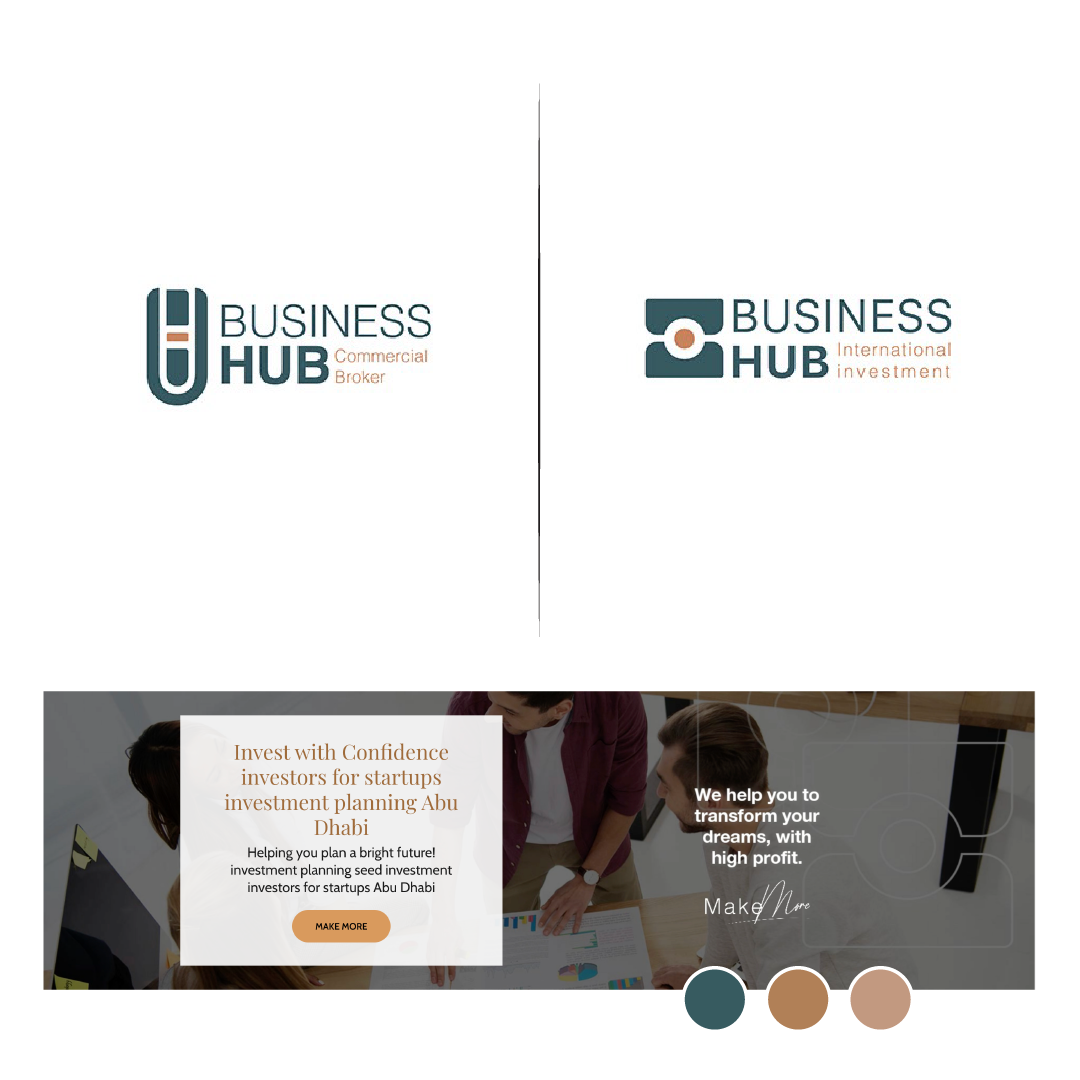 BUSINESS
HUB Commercial
Broker
BUSINESS
HUB International
investment
Invest with Confidence
investors for startups
investment planning Abu
Dhabi
Helping you plan a bright future!
investment planning seed investment
investors for startups Abu Dhabi
MAKE MORE
We help you to
transform your
dreams, with
high profit.
Make More